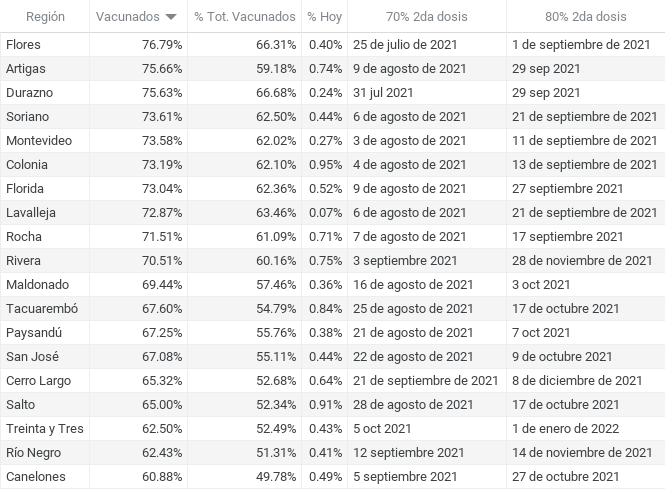 Región Vacunados % Tot. Vacunados % Hoy 70% 2da dosis 80% 2da dosis
Flores 76.79% 66.31% 0.40% 25 de julio de 2021 1 de septiembre de 2021
Artigas 75.66% 59.18% 0.74% 9 de agosto de 2021 29 sep 2021
Durazno 75.63% 66.68% 0.24% 31 jul 2021 29 sep 2021
Soriano 73.61% 62.50% 0.44% 6 de agosto de 2021 21 de septiembre de 2021
Montevideo 73.58% 62.02% 0.27% 3 de agosto de 2021 11 de septiembre de 2021
Colonia 73.19% 62.10% 0.95% 4 de agosto de 2021 13 de septiembre de 2021
Florida 73.04% 62.36% 0.52% 9 de agosto de 2021 27 septiembre 2021
Lavalleja 72.87% 63.46% 0.07% 6 de agosto de 2021 21 de septiembre de 2021
Rocha 71.51% 61.09% 0.71% 7 de agosto de 2021 17 septiembre 2021
Rivera 70.51% 60.16% 0.75% 3 septiembre 2021 28 de noviembre de 2021
Maldonado 69.44% 57.46% 0.36% 16 de agosto de 2021 3 oct 2021
Tacuarembó 67.60% 54.79% 0.84% 25 de agosto de 2021 17 de octubre de 2021
Paysandú 67.25% 55.76% 0.38% 21 de agosto de 2021 7 oct 2021
San José 67.08% 55.11% 0.44% 22 de agosto de 2021 9 de octubre de 2021
Cerro Largo 65.32% 52.68% 0.64% 21 de septiembre de 2021 8 de diciembre de 2021
Salto 65.00% 52.34% 0.91% 28 de agosto de 2021 17 de octubre de 2021
Treinta y Tres 62.50% 52.49% 0.43% 5 oct 2021 1 de enero de 2022
Río Negro 62.43% 51.31% 0.41% 12 septiembre 2021 14 de noviembre de 2021
Canelones 60.88% 49.78% 0.49% 5 septiembre 2021 27 de octubre de 2021